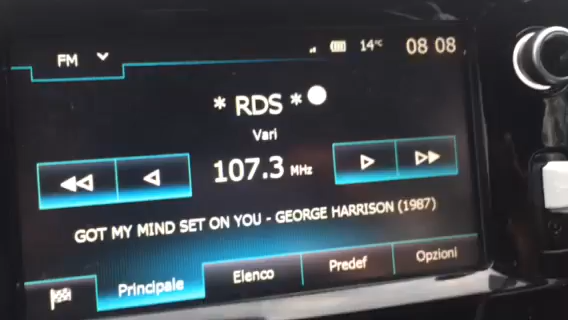 FM 14°C 08 08
* RDS *
Vari
107.3 MHz
GOT MY MIND SET ON YOU - GEORGE HARRISON (1987)
Principale Elenco Predef Opzioni